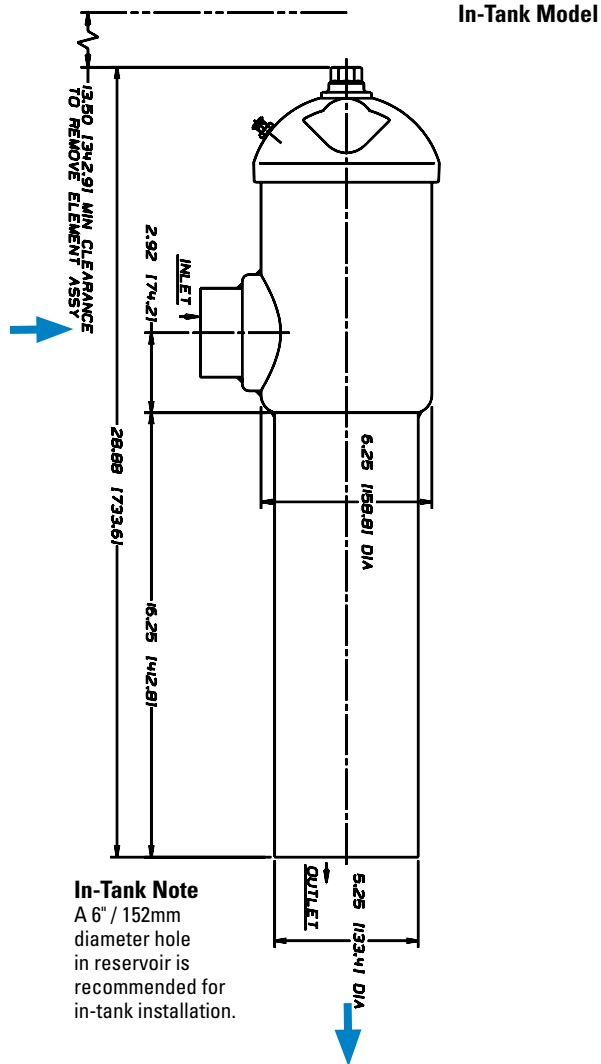 In-Tank Model
13.50 [342.9] MIN CLEARANCE
TO REMOVE ELEMENT ASSY
2.92 [74.2]
INLET
28.88 [733.6]
6.25 [158.8] DIA
16.25 [412.8]
OUTLET
5.25 [133.4] DIA
In-Tank Note
A 6" / 152mm
diameter hole
in reservoir is
recommended for
in-tank installation.